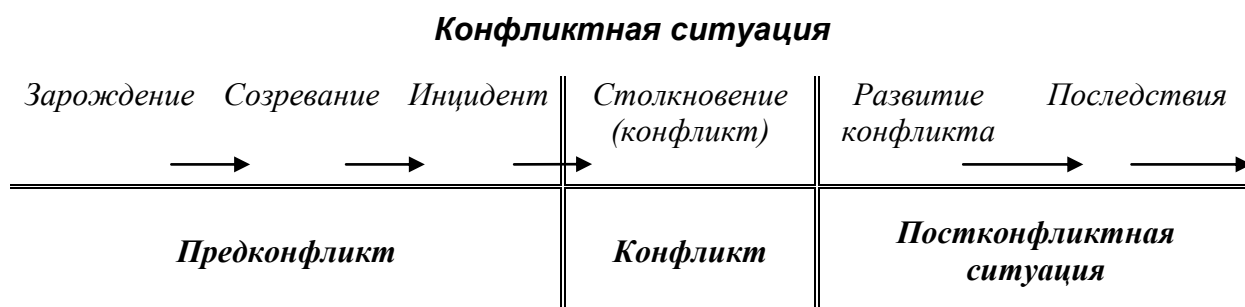 Конфликтная ситуация
Зарождение Созревание Инцидент Столкновение Развитие Последствия
(конфликт) конфликта
Предконфликт Конфликт Постконфликтная
ситуация